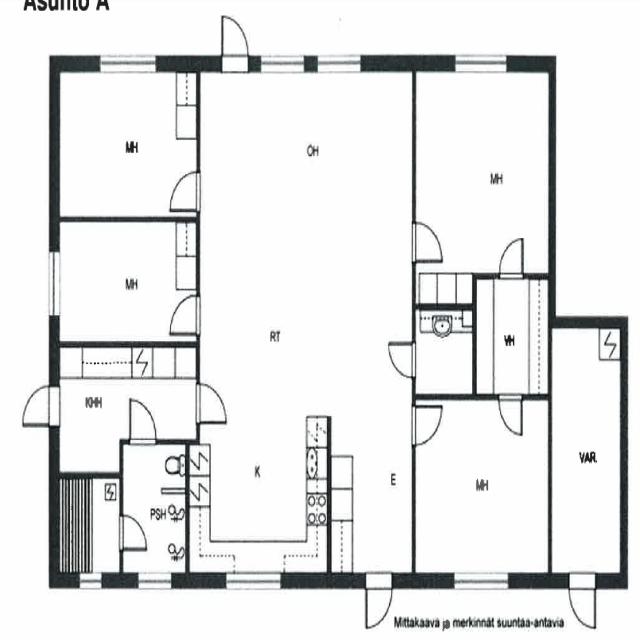 Asunto A
MH
OH
MH
MH
RT
VH
KHH
VAR.
K
E
MH
PSH
Mittakaava ja merkinnät suuntaa-antavia